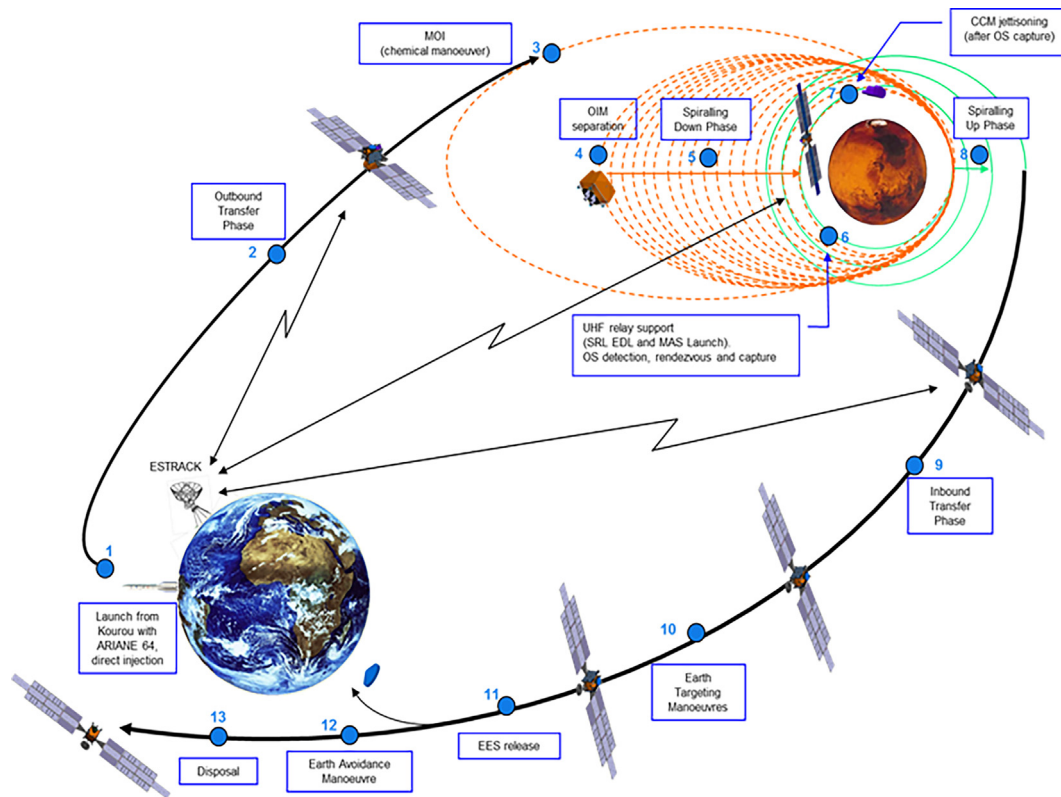 MOI
(chemical manoeuver)
3
CCM jettisoning
(after OS capture)
7
OIM
separation
4
Spiralling
Down Phase
5
Spiralling
Up Phase
8
Outbound
Transfer
Phase
2
6
UHF relay support
(SRL EDL and MAS Launch).
OS detection, rendezvous and capture
ESTRACK
9
Inbound
Transfer
Phase
1
Launch from
Kourou with
ARIANE 64,
direct injection
10
Earth
Targeting
Manoeuvres
11
EES release
12
Earth Avoidance
Manoeuvre
13
Disposal